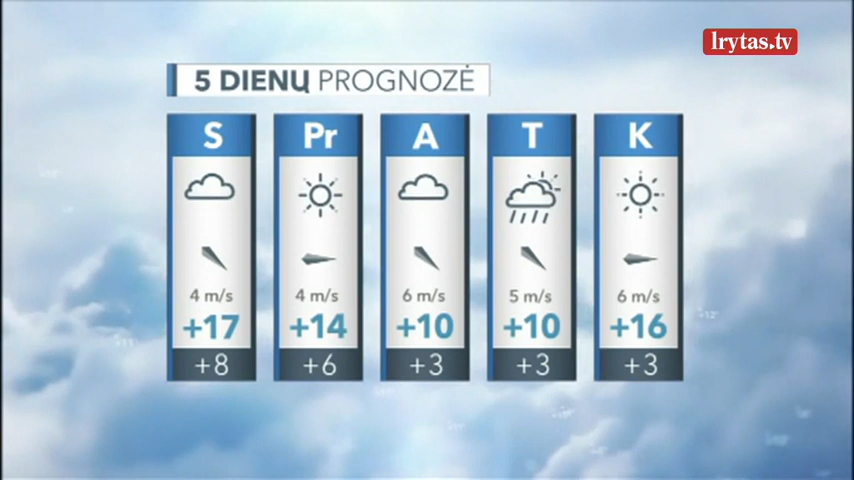 lrytas.tv
5 DIENŲ PROGNOZĖ
S Pr A T K
4 m/s 4 m/s 6 m/s 5 m/s 6 m/s
+17 +14 +10 +10 +16
+8 +6 +3 +3 +3